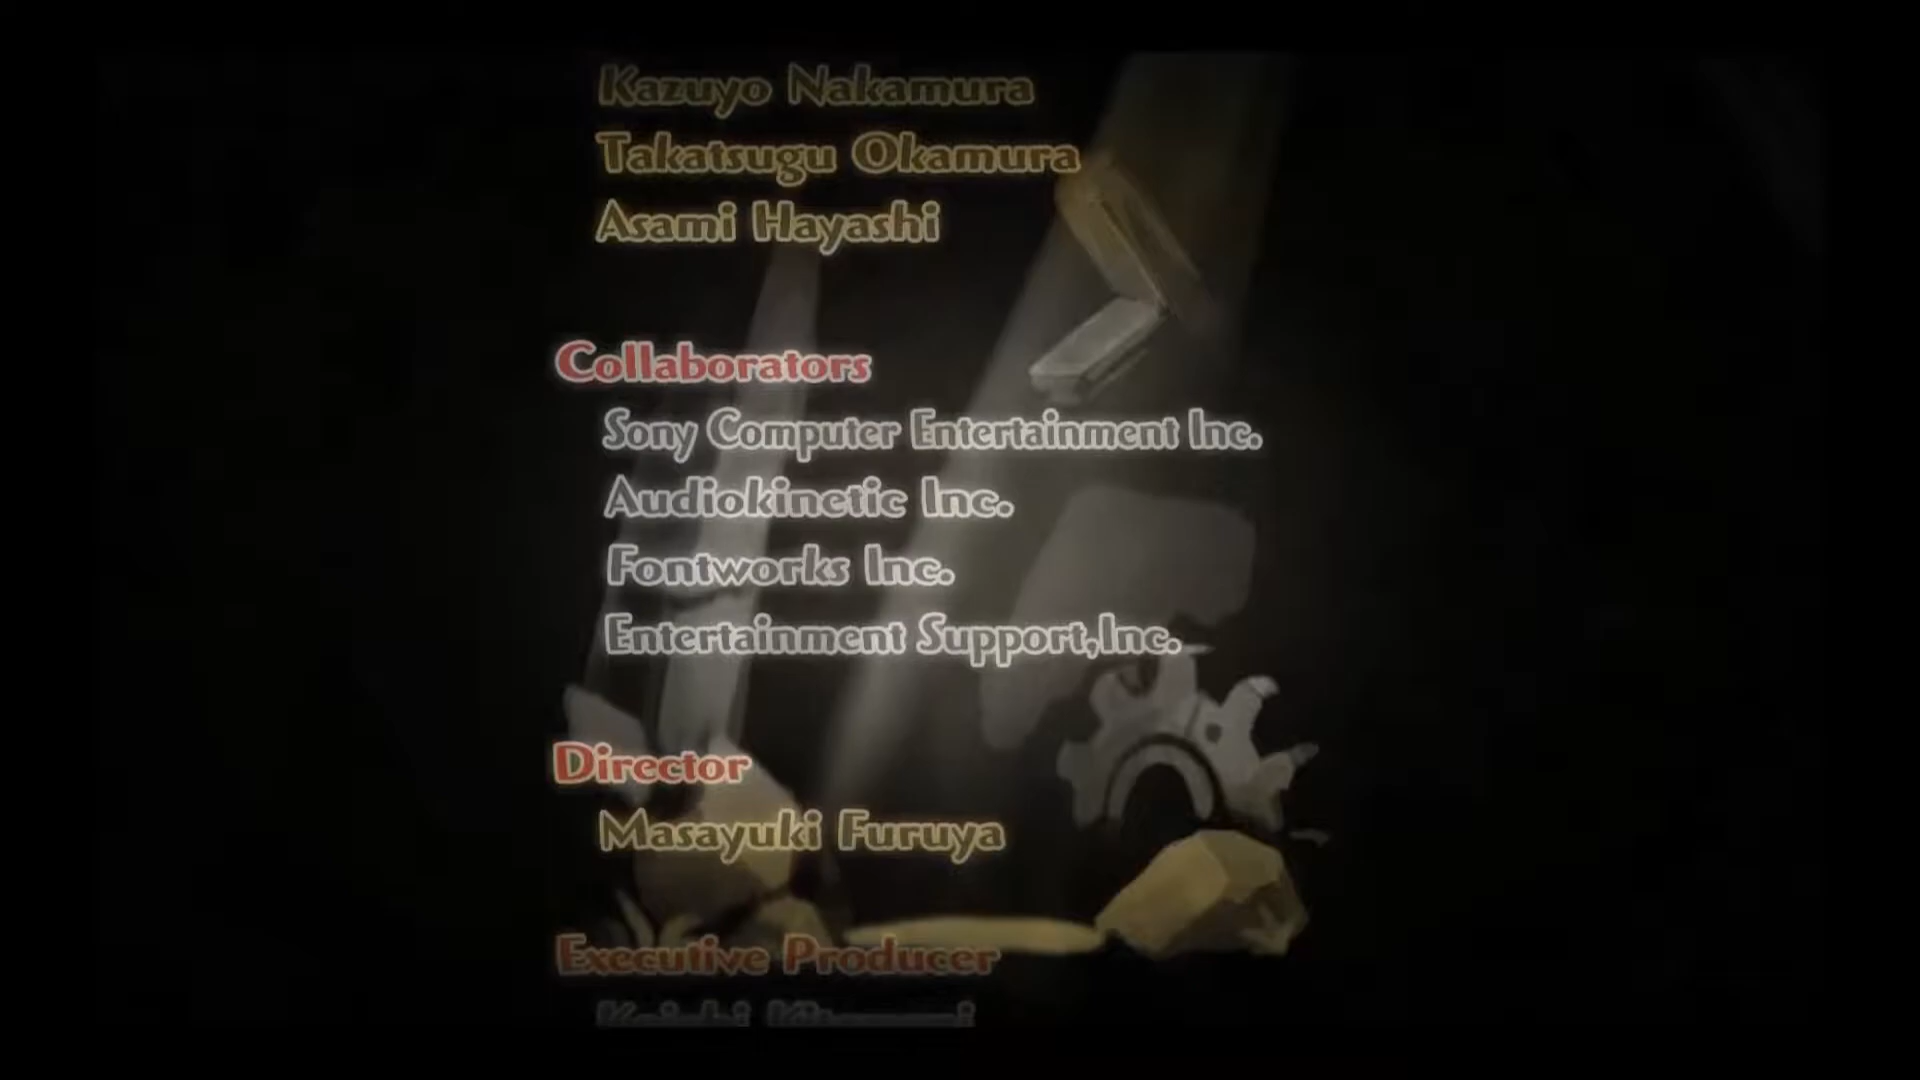 Kazuyo Nakamura
Takatsugu Okamura
Asami Hayashi
Collaborators
Sony Computer Entertainment Inc.
Audiokinetic Inc.
Fontworks Inc.
Entertainment Support,Inc.
Director
Masayuki Furuya
Executive Producer